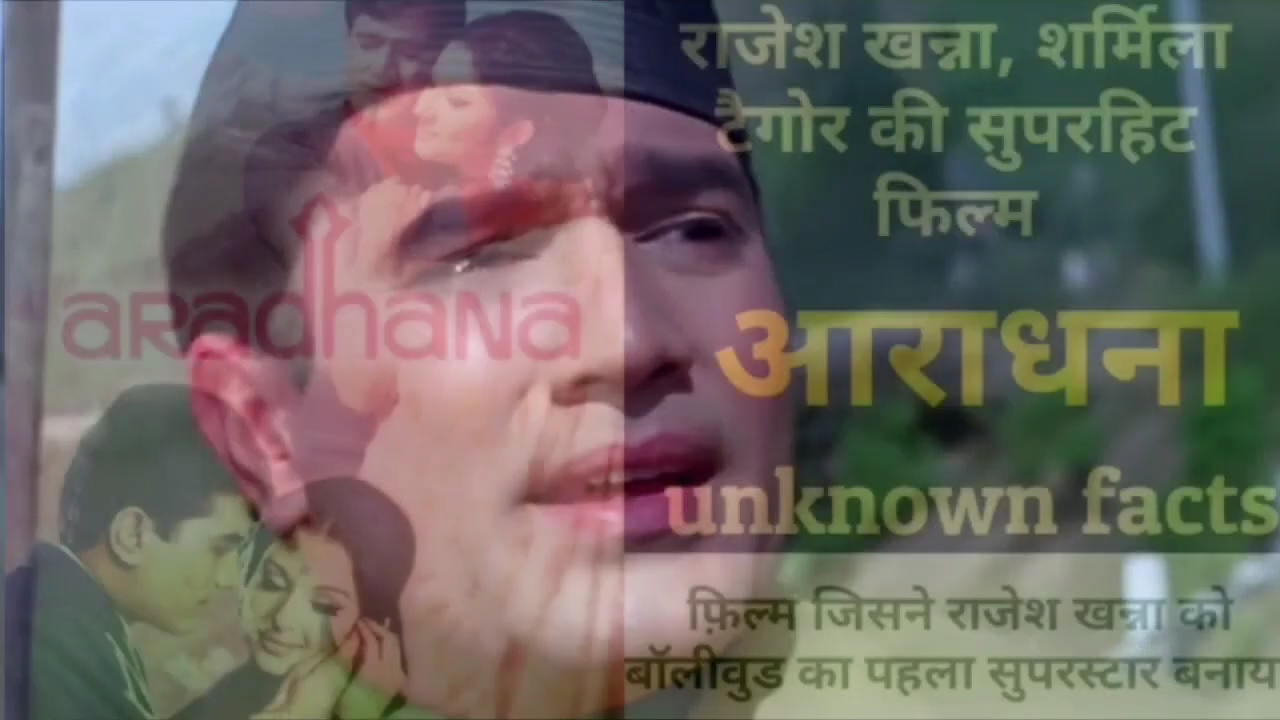 aradhana
राजेश खन्ना, शर्मिला
टैगोर की सुपरहिट
फिल्म
आराधना
unknown facts
फ़िल्म जिसने राजेश खन्ना को
बॉलीवुड का पहला सुपरस्टार बनाय